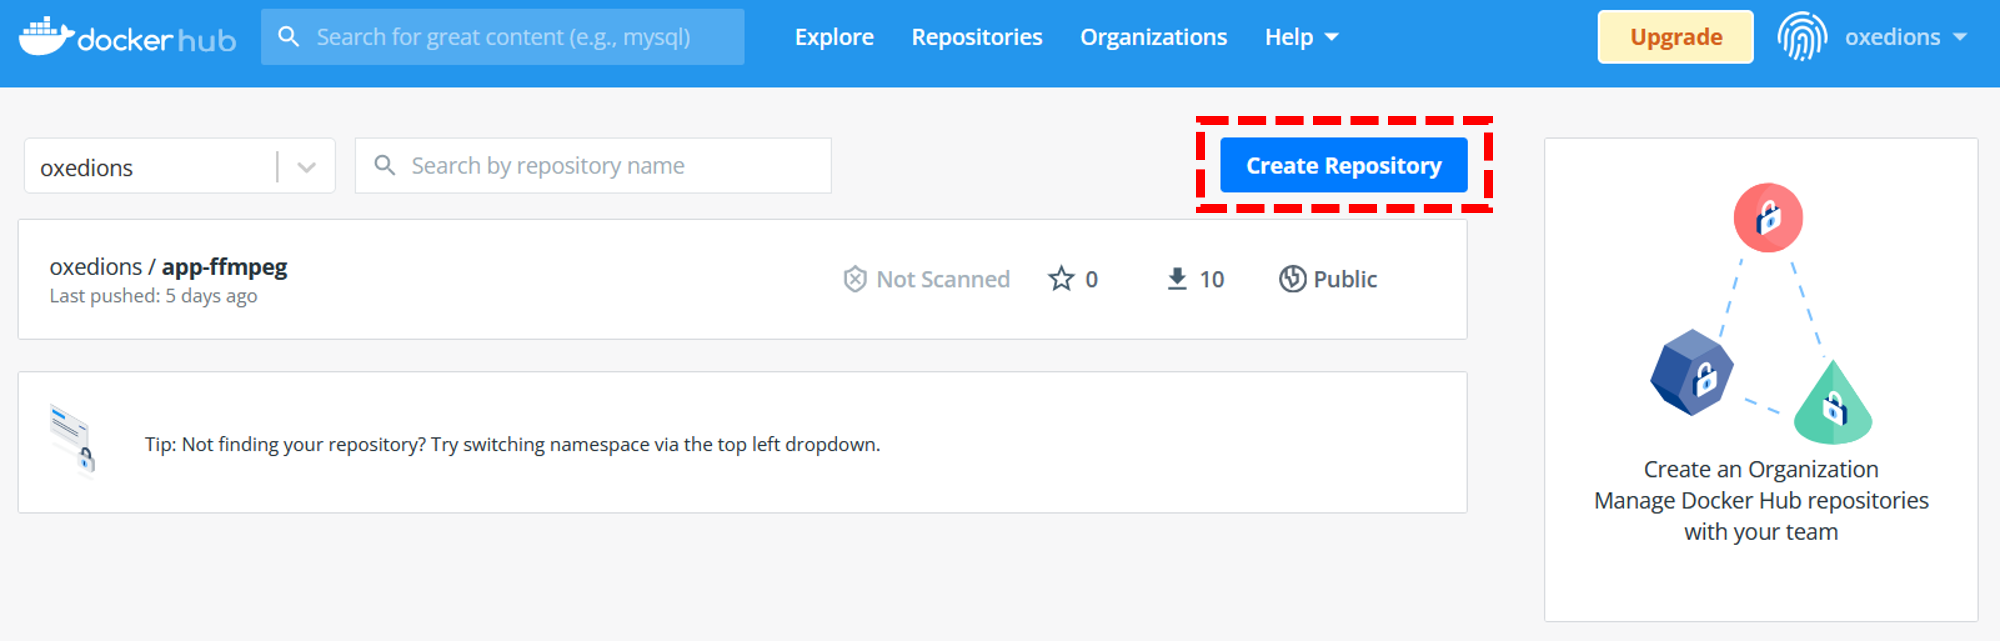 docker hub
Search for great content (e.g., mysql)
Explore
Repositories
Organizations
Help
Upgrade
oxedions
oxedions
Search by repository name
Create Repository
oxedions / app-ffmpeg
Last pushed: 5 days ago
Not Scanned
0
10
Public
Tip: Not finding your repository? Try switching namespace via the top left dropdown.
Create an Organization
Manage Docker Hub repositories
with your team